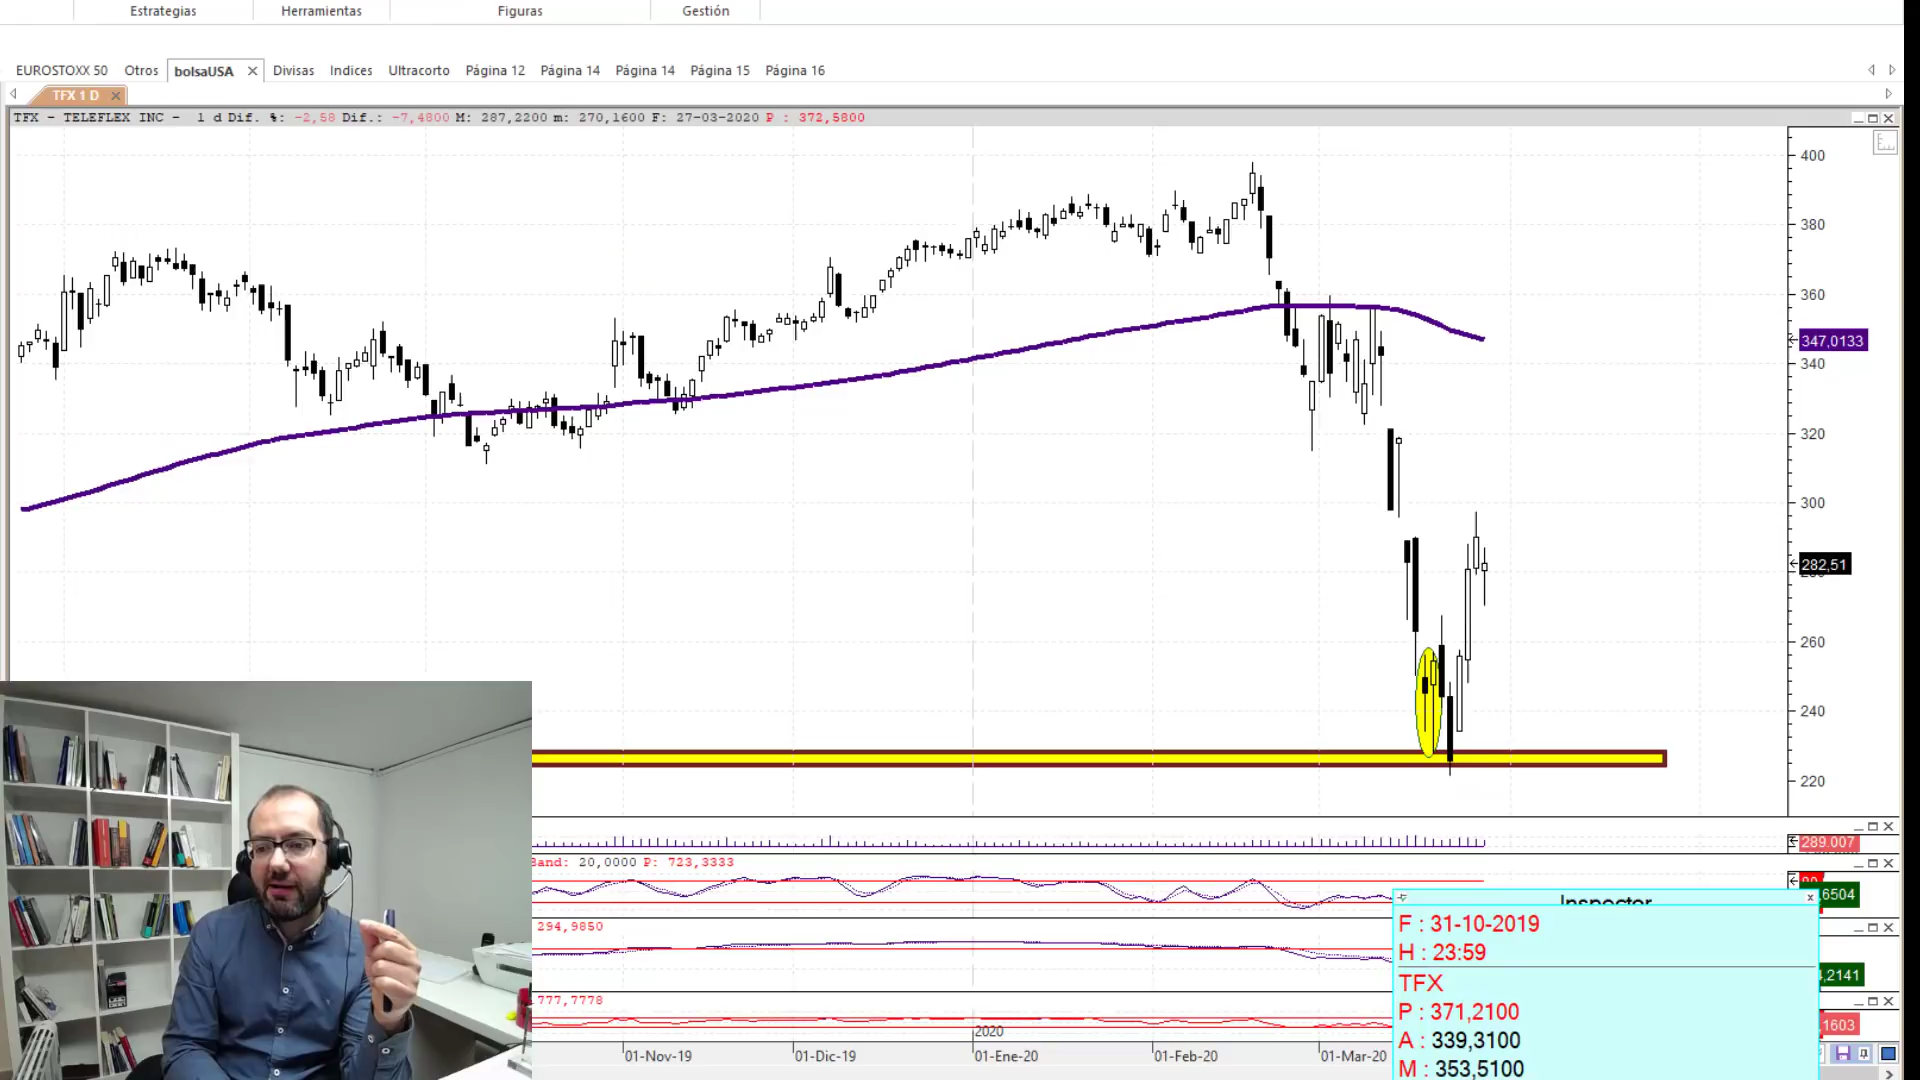 Estrategias Herramientas Figuras Gestión
EUROSTOXX 50 Otros bolsaUSA Divisas Indices Ultracorto Página 12 Página 14 Página 14 Página 15 Página 16
TFX 1 D
TFX - TELEFLEX INC - 1 d Dif. %: -2,58 Dif.: -7,4800 M: 287,2200 m: 270,1600 F: 27-03-2020 P : 372,5800
400
380
360
347,0133
340
320
300
282,51
260
240
220
289.007
Band: 20,0000 P: 723,3333
,6504
294,9850
,2141
777,7778
,1603
2020
01-Nov-19 01-Dic-19 01-Ene-20 01-Feb-20 01-Mar-20
Inspector
F : 31-10-2019
H : 23:59
TFX
P : 371,2100
A : 339,3100
M : 353,5100